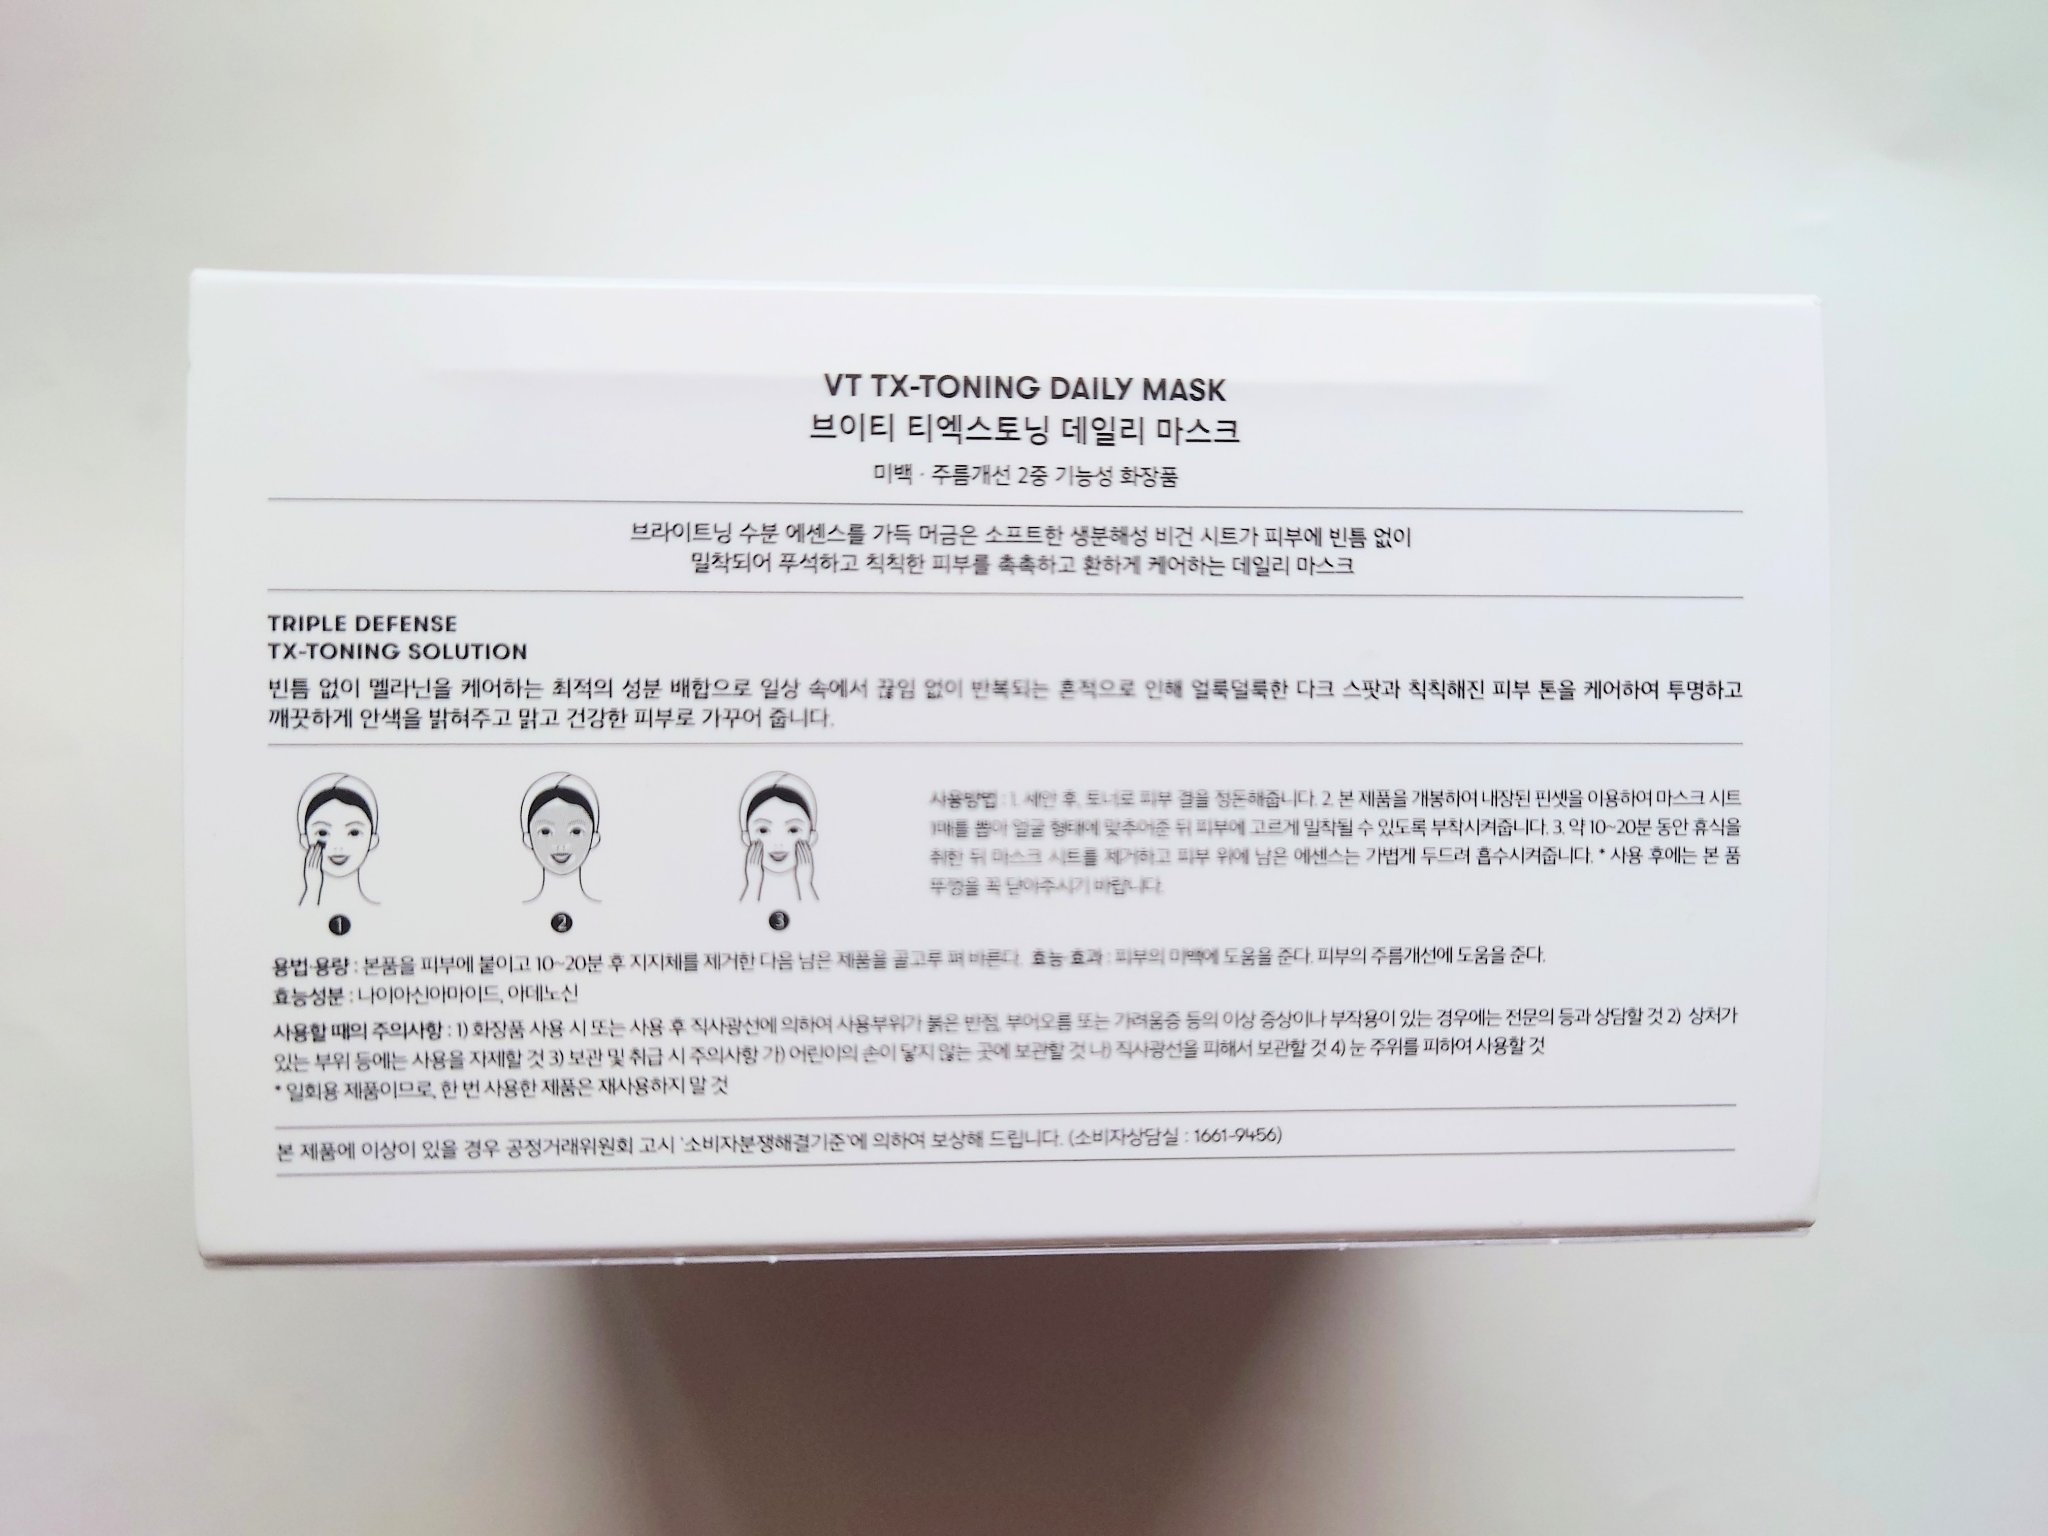 VT TX-TONING DAILY MASK
브이티 티엑스토닝 데일리 마스크
미백 · 주름개선 2중 기능성 화장품
브라이트닝 수분 에센스를 가득 머금은 소프트한 생분해성 비건 시트가 피부에 빈틈 없이
밀착되어 푸석하고 칙칙한 피부를 촉촉하고 환하게 케어하는 데일리 마스크
TRIPLE DEFENSE
TX-TONING SOLUTION
빈틈 없이 멜라닌을 케어하는 최적의 성분 배합으로 일상 속에서 끊임 없이 반복되는 흔적으로 인해 얼룩덜룩한 다크 스팟과 칙칙해진 피부 톤을 케어하여 투명하고
깨끗하게 안색을 밝혀주고 맑고 건강한 피부로 가꾸어 줍니다.
1 2 3
사용방법 : 1. 세안 후, 토너로 피부 결을 정돈해줍니다. 2. 본 제품을 개봉하여 내장된 핀셋을 이용하여 마스크 시트
1매를 뽑아 얼굴 형태에 맞추어준 뒤 피부에 고르게 밀착될 수 있도록 부착시켜줍니다. 3. 약 10~20분 동안 휴식을
취한 뒤 마스크 시트를 제거하고 피부 위에 남은 에센스는 가볍게 두드려 흡수시켜줍니다. * 사용 후에는 본 품
뚜껑을 꼭 닫아주시기 바랍니다.
용법·용량 : 본품을 피부에 붙이고 10~20분 후 지지체를 제거한 다음 남은 제품을 골고루 펴 바른다. 효능·효과 : 피부의 미백에 도움을 준다. 피부의 주름개선에 도움을 준다.
효능성분 : 나이아신아마이드, 아데노신
사용할 때의 주의사항 : 1) 화장품 사용 시 또는 사용 후 직사광선에 의하여 사용부위가 붉은 반점, 부어오름 또는 가려움증 등의 이상 증상이나 부작용이 있는 경우에는 전문의 등과 상담할 것 2) 상처가
있는 부위 등에는 사용을 자제할 것 3) 보관 및 취급 시 주의사항 가) 어린이의 손이 닿지 않는 곳에 보관할 것 나) 직사광선을 피해서 보관할 것 4) 눈 주위를 피하여 사용할 것
* 일회용 제품이므로, 한 번 사용한 제품은 재사용하지 말 것
본 제품에 이상이 있을 경우 공정거래위원회 고시 '소비자분쟁해결기준'에 의하여 보상해 드립니다. (소비자상담실 : 1661-9456)